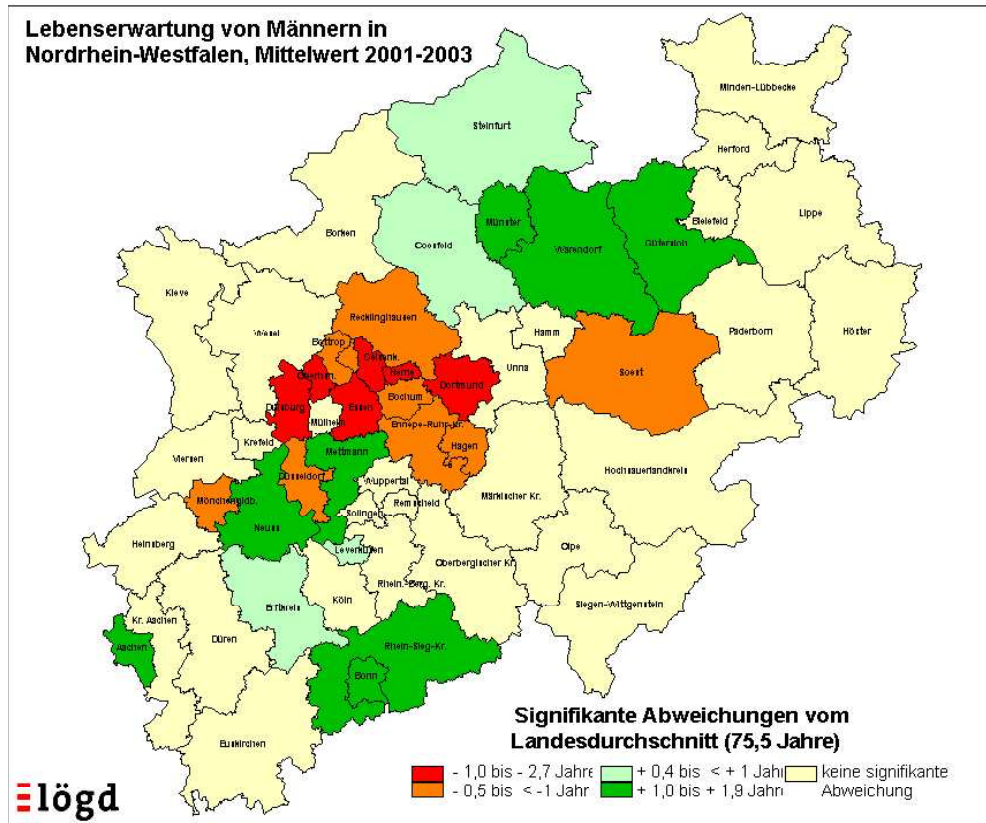 Lebenserwartung von Männern in
Nordrhein-Westfalen, Mittelwert 2001-2003
Minden-Lübbecke
Steinfurt
Herford
Bielefeld
Lippe
Münster
Borken
Coesfeld
Warendorf
Gütersloh
Kleve
Recklinghausen
Wesel
Hamm
Paderborn
Höxter
Bottrop
Gelsenk.
Unna
Soest
Oberhm.
Herne
Dortmund
Duisburg
Essen
Bochum
Mülheim
Ennepe-Ruhr-Kr.
Krefeld
Mettmann
Hagen
Viersen
Hochsauerlandkreis
Düsseldorf
Wuppertal
Mönchengldb.
Remscheid
Märkischer Kr.
Solingen
Neuss
Heinsberg
Leverkusen
Olpe
Oberbergischer Kr.
Rhein.-Berg. Kr.
Erftkreis
Köln
Siegen-Wittgenstein
Kr. Aachen
Düren
Aachen
Rhein-Sieg-Kr.
Bonn
Euskirchen
Signifikante Abweichungen vom
Landesdurchschnitt (75,5 Jahre)
- 1,0 bis - 2,7 Jahre + 0,4 bis < + 1 Jahr keine signifikante
- 0,5 bis < -1 Jahr + 1,0 bis + 1,9 Jahre Abweichung
lögd